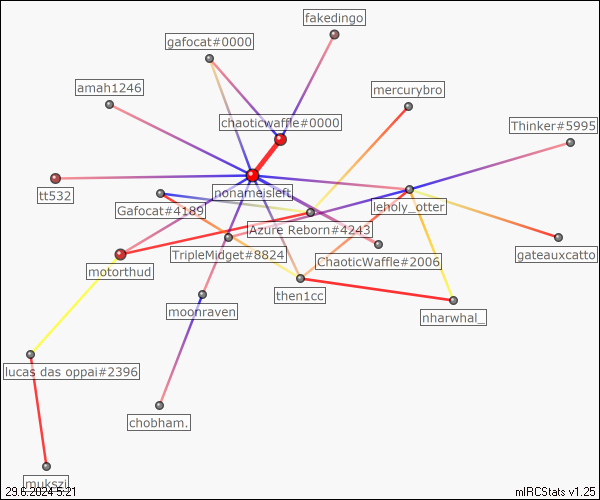 fakedingo
gafocat#0000
amah1246
mercurybro
chaoticwaffle#0000
Thinker#5995
tt532
nonameisleft
Gafocat#4189
leholy_otter
Azure Reborn#4243
TripleMidget#8824
ChaoticWaffle#2006
gateauxcatto
motorthud
then1cc
moonraven
nharwhal_
lucas das oppai#2396
chobham.
mukszi
29.6.2024 5:21
mIRCStats v1.25